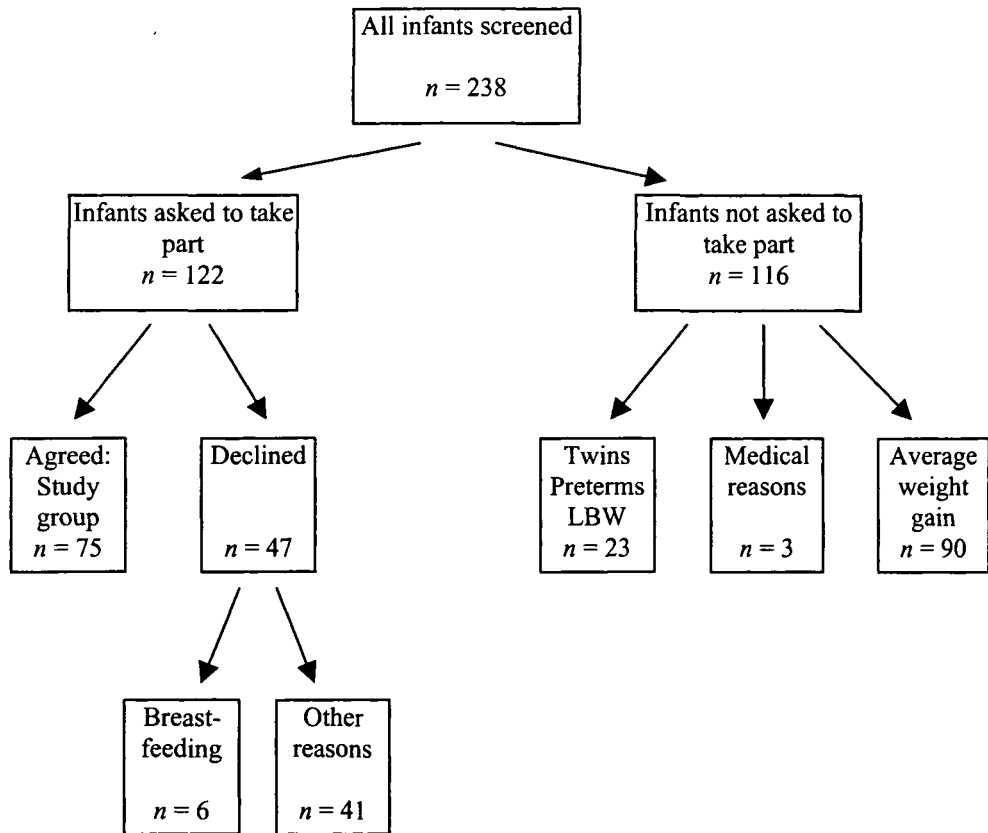 All infants screened
n = 238
Infants asked to take
part
n = 122
Infants not asked to
take part
n = 116
Agreed:
Study
group
n = 75
Declined
n = 47
Twins
Preterms
LBW
n = 23
Medical
reasons
n = 3
Average
weight
gain
n = 90
Breast-
feeding
n = 6
Other
reasons
n = 41